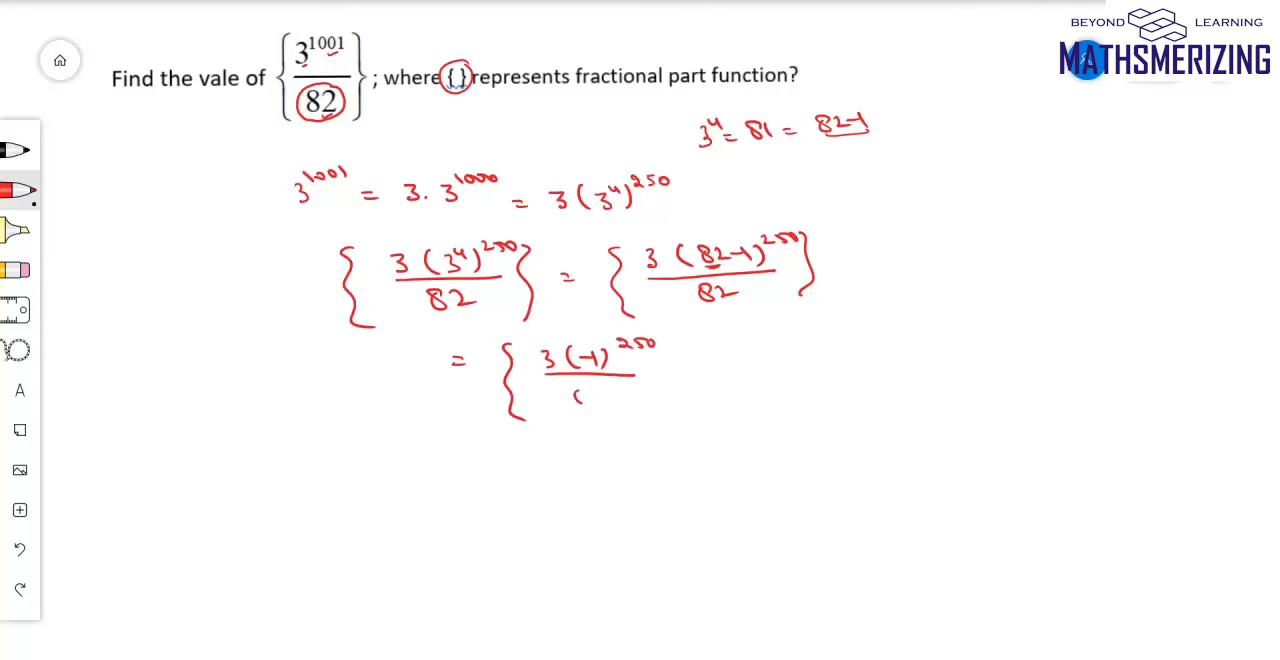 BEYOND LEARNING
MATHSMERIZING
Find the vale of {3^1001 / 82} ; where { } represents fractional part function?
3^4 = 81 = 82-1
3^1001 = 3. 3^1000 = 3(3^4)^250
{3(3^4)^250 / 82} = {3(82-1)^250 / 82}
= {3(-1)^250 / (
A